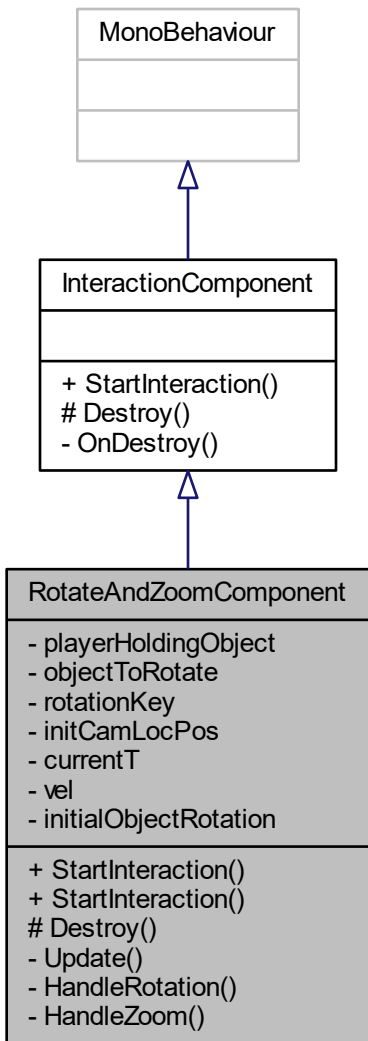 MonoBehaviour
InteractionComponent
+ StartInteraction()
# Destroy()
- OnDestroy()
RotateAndZoomComponent
- playerHoldingObject
- objectToRotate
- rotationKey
- initCamLocPos
- currentT
- vel
- initialObjectRotation
+ StartInteraction()
+ StartInteraction()
# Destroy()
- Update()
- HandleRotation()
- HandleZoom()